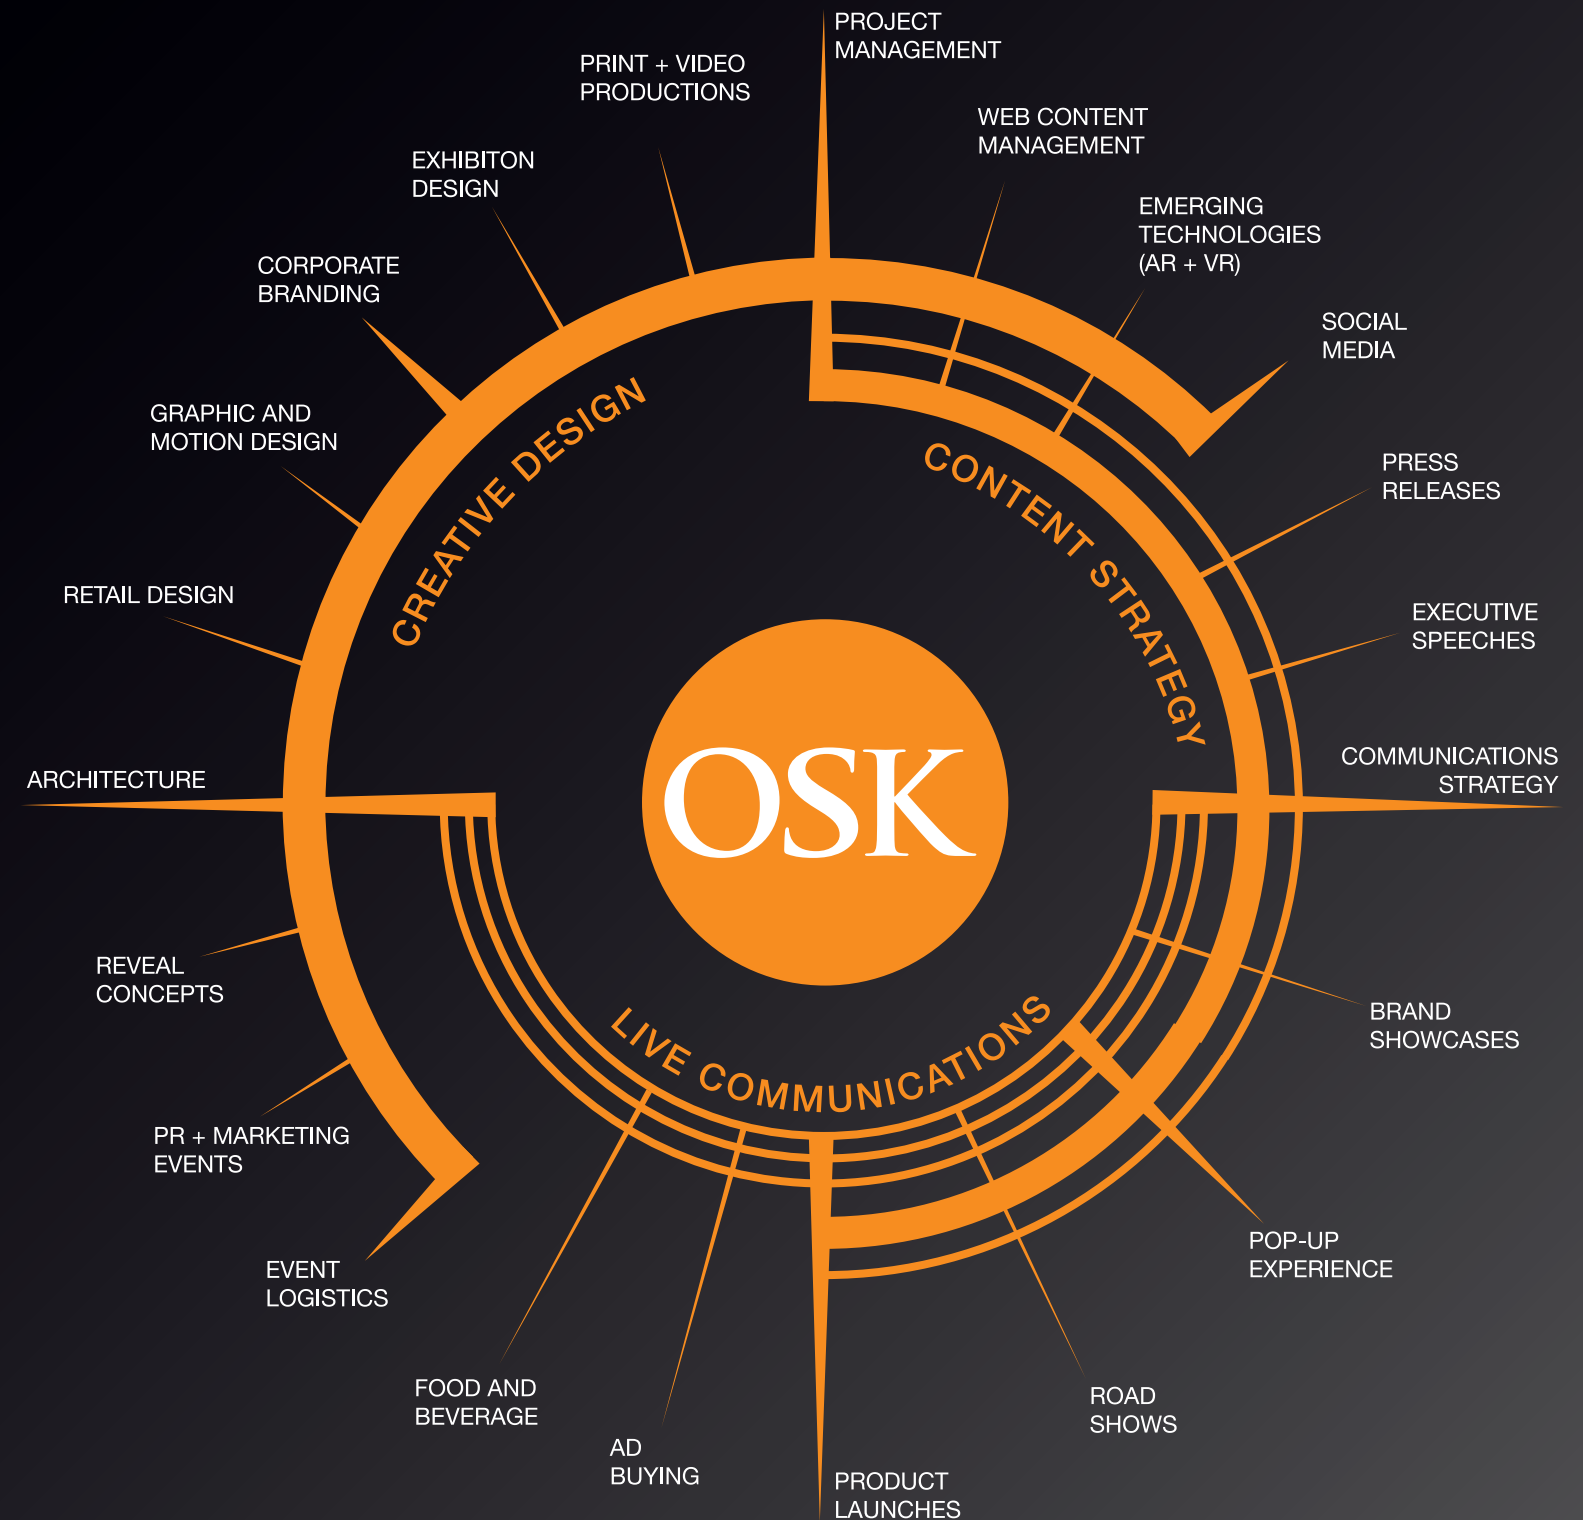 PROJECT
MANAGEMENT
PRINT + VIDEO
PRODUCTIONS
WEB CONTENT
MANAGEMENT
EXHIBITON
DESIGN
EMERGING
TECHNOLOGIES
(AR + VR)
CORPORATE
BRANDING
SOCIAL
MEDIA
GRAPHIC AND
MOTION DESIGN
PRESS
RELEASES
CREATIVE DESIGN
CONTENT STRATEGY
RETAIL DESIGN
EXECUTIVE
SPEECHES
OSK
ARCHITECTURE
COMMUNICATIONS
STRATEGY
REVEAL
CONCEPTS
BRAND
SHOWCASES
LIVE COMMUNICATIONS
PR + MARKETING
EVENTS
POP-UP
EXPERIENCE
EVENT
LOGISTICS
FOOD AND
BEVERAGE
ROAD
SHOWS
AD
BUYING
PRODUCT
LAUNCHES